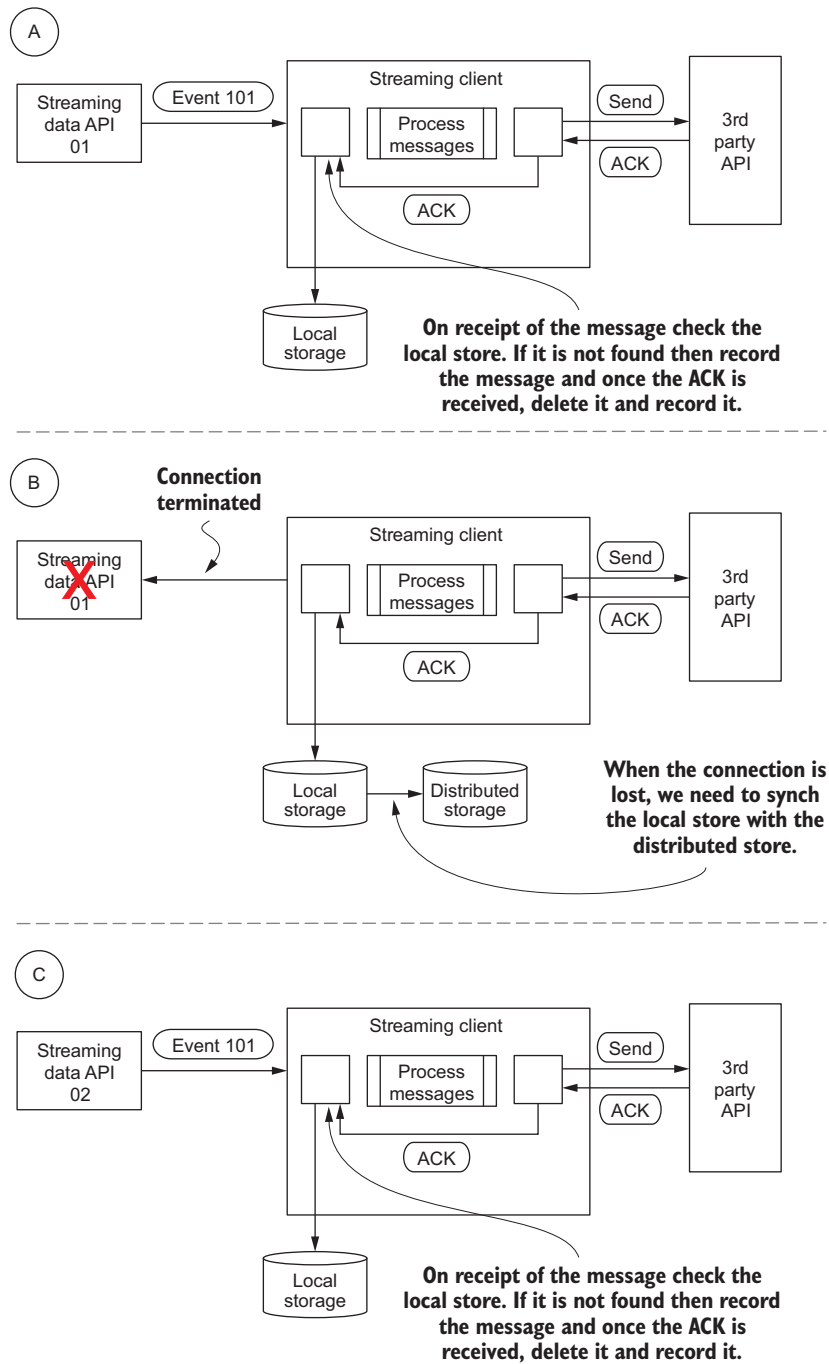 A
Streaming
data API
01
Event 101
Streaming client
Process
messages
Send
ACK
ACK
3rd
party
API
Local
storage
On receipt of the message check the
local store. If it is not found then record
the message and once the ACK is
received, delete it and record it.
B
Connection
terminated
Streaming
data API
01
X
Streaming client
Process
messages
Send
ACK
ACK
3rd
party
API
Local
storage
Distributed
storage
When the connection is
lost, we need to synch
the local store with the
distributed store.
C
Streaming
data API
02
Event 101
Streaming client
Process
messages
Send
ACK
ACK
3rd
party
API
Local
storage
On receipt of the message check the
local store. If it is not found then record
the message and once the ACK is
received, delete it and record it.